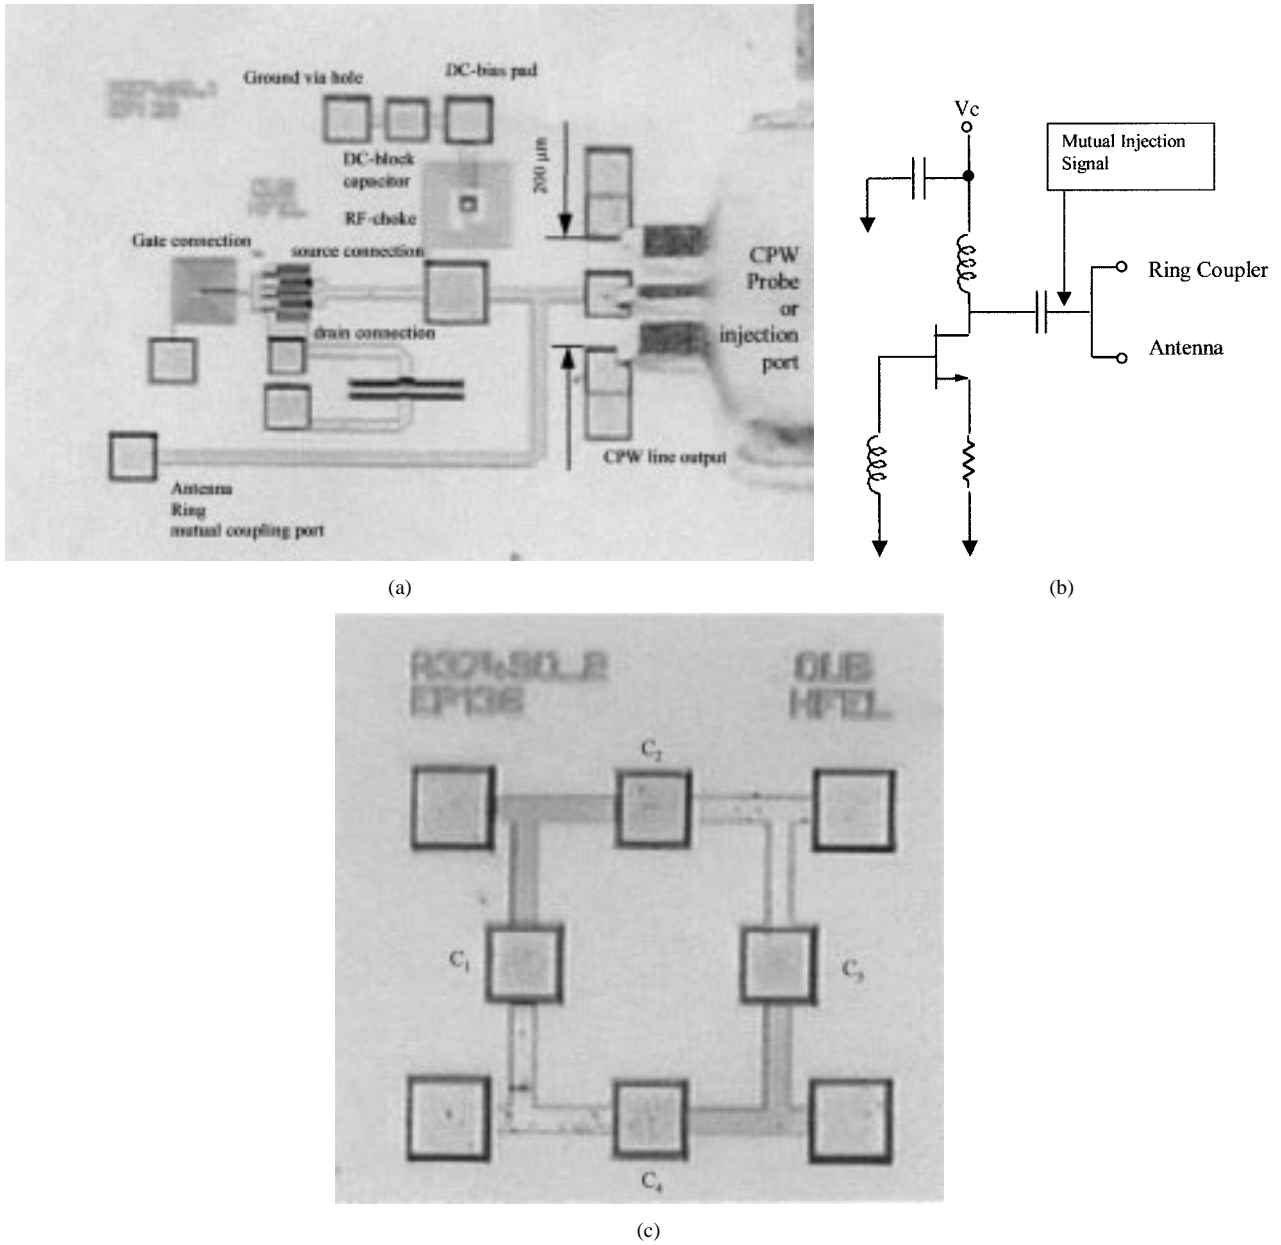 Ground via hole
DC-bias pad
DC-block
capacitor
200 μm
RF-choke
Gate connection
source connection
CPW
Probe
or
injection
port
drain connection
CPW line output
Antenna
Ring
mutual coupling port
(a)
Vc
Mutual Injection
Signal
Ring Coupler
Antenna
(b)
EP136
HFEL
C2
C1
C3
C4
(c)